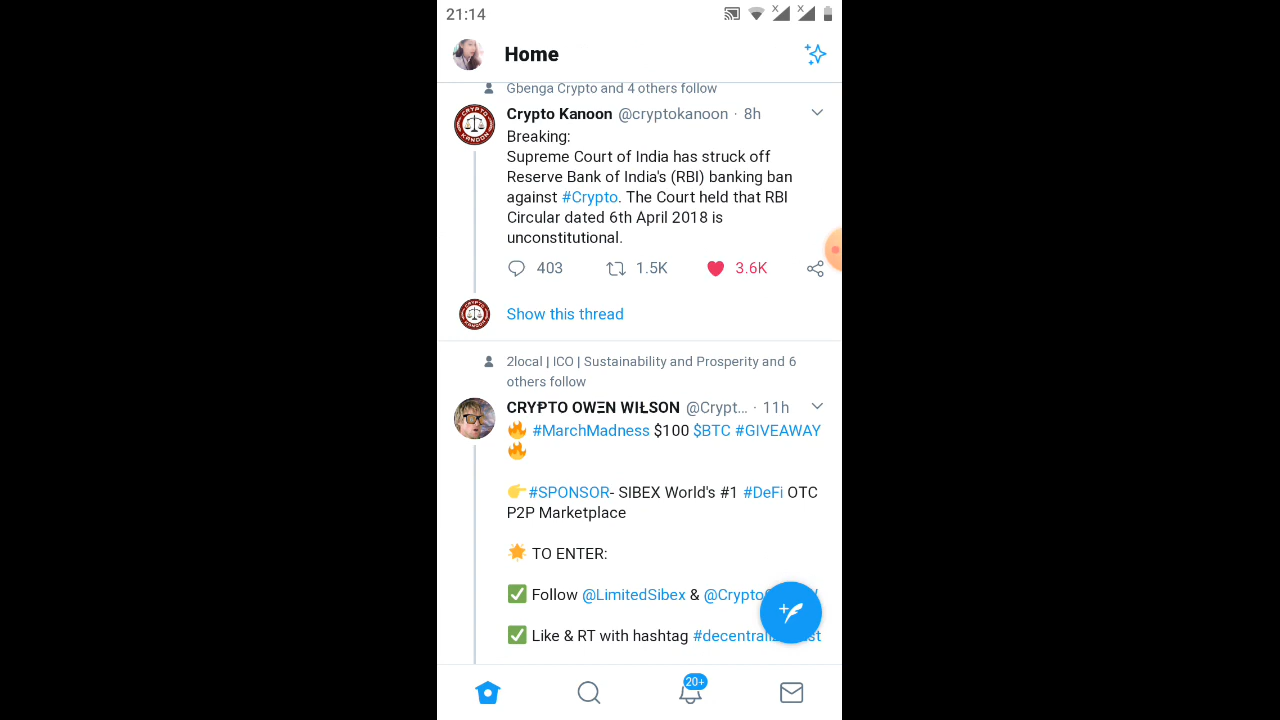 21:14
Home
Gbenga Crypto and 4 others follow
Crypto Kanoon @cryptokanoon · 8h
Breaking:
Supreme Court of India has struck off
Reserve Bank of India's (RBI) banking ban
against #Crypto. The Court held that RBI
Circular dated 6th April 2018 is
unconstitutional.
403 1.5K 3.6K
Show this thread
2local | ICO | Sustainability and Prosperity and 6
others follow
CRYⱣTO OWΞN WIⱠSON @Crypt... · 11h
🔥 #MarchMadness $100 $BTC #GIVEAWAY
🔥
👉#SPONSOR- SIBEX World's #1 #DeFi OTC
P2P Marketplace
🌟 TO ENTER:
✅ Follow @LimitedSibex &
✅ Like & RT with hashtag
20+